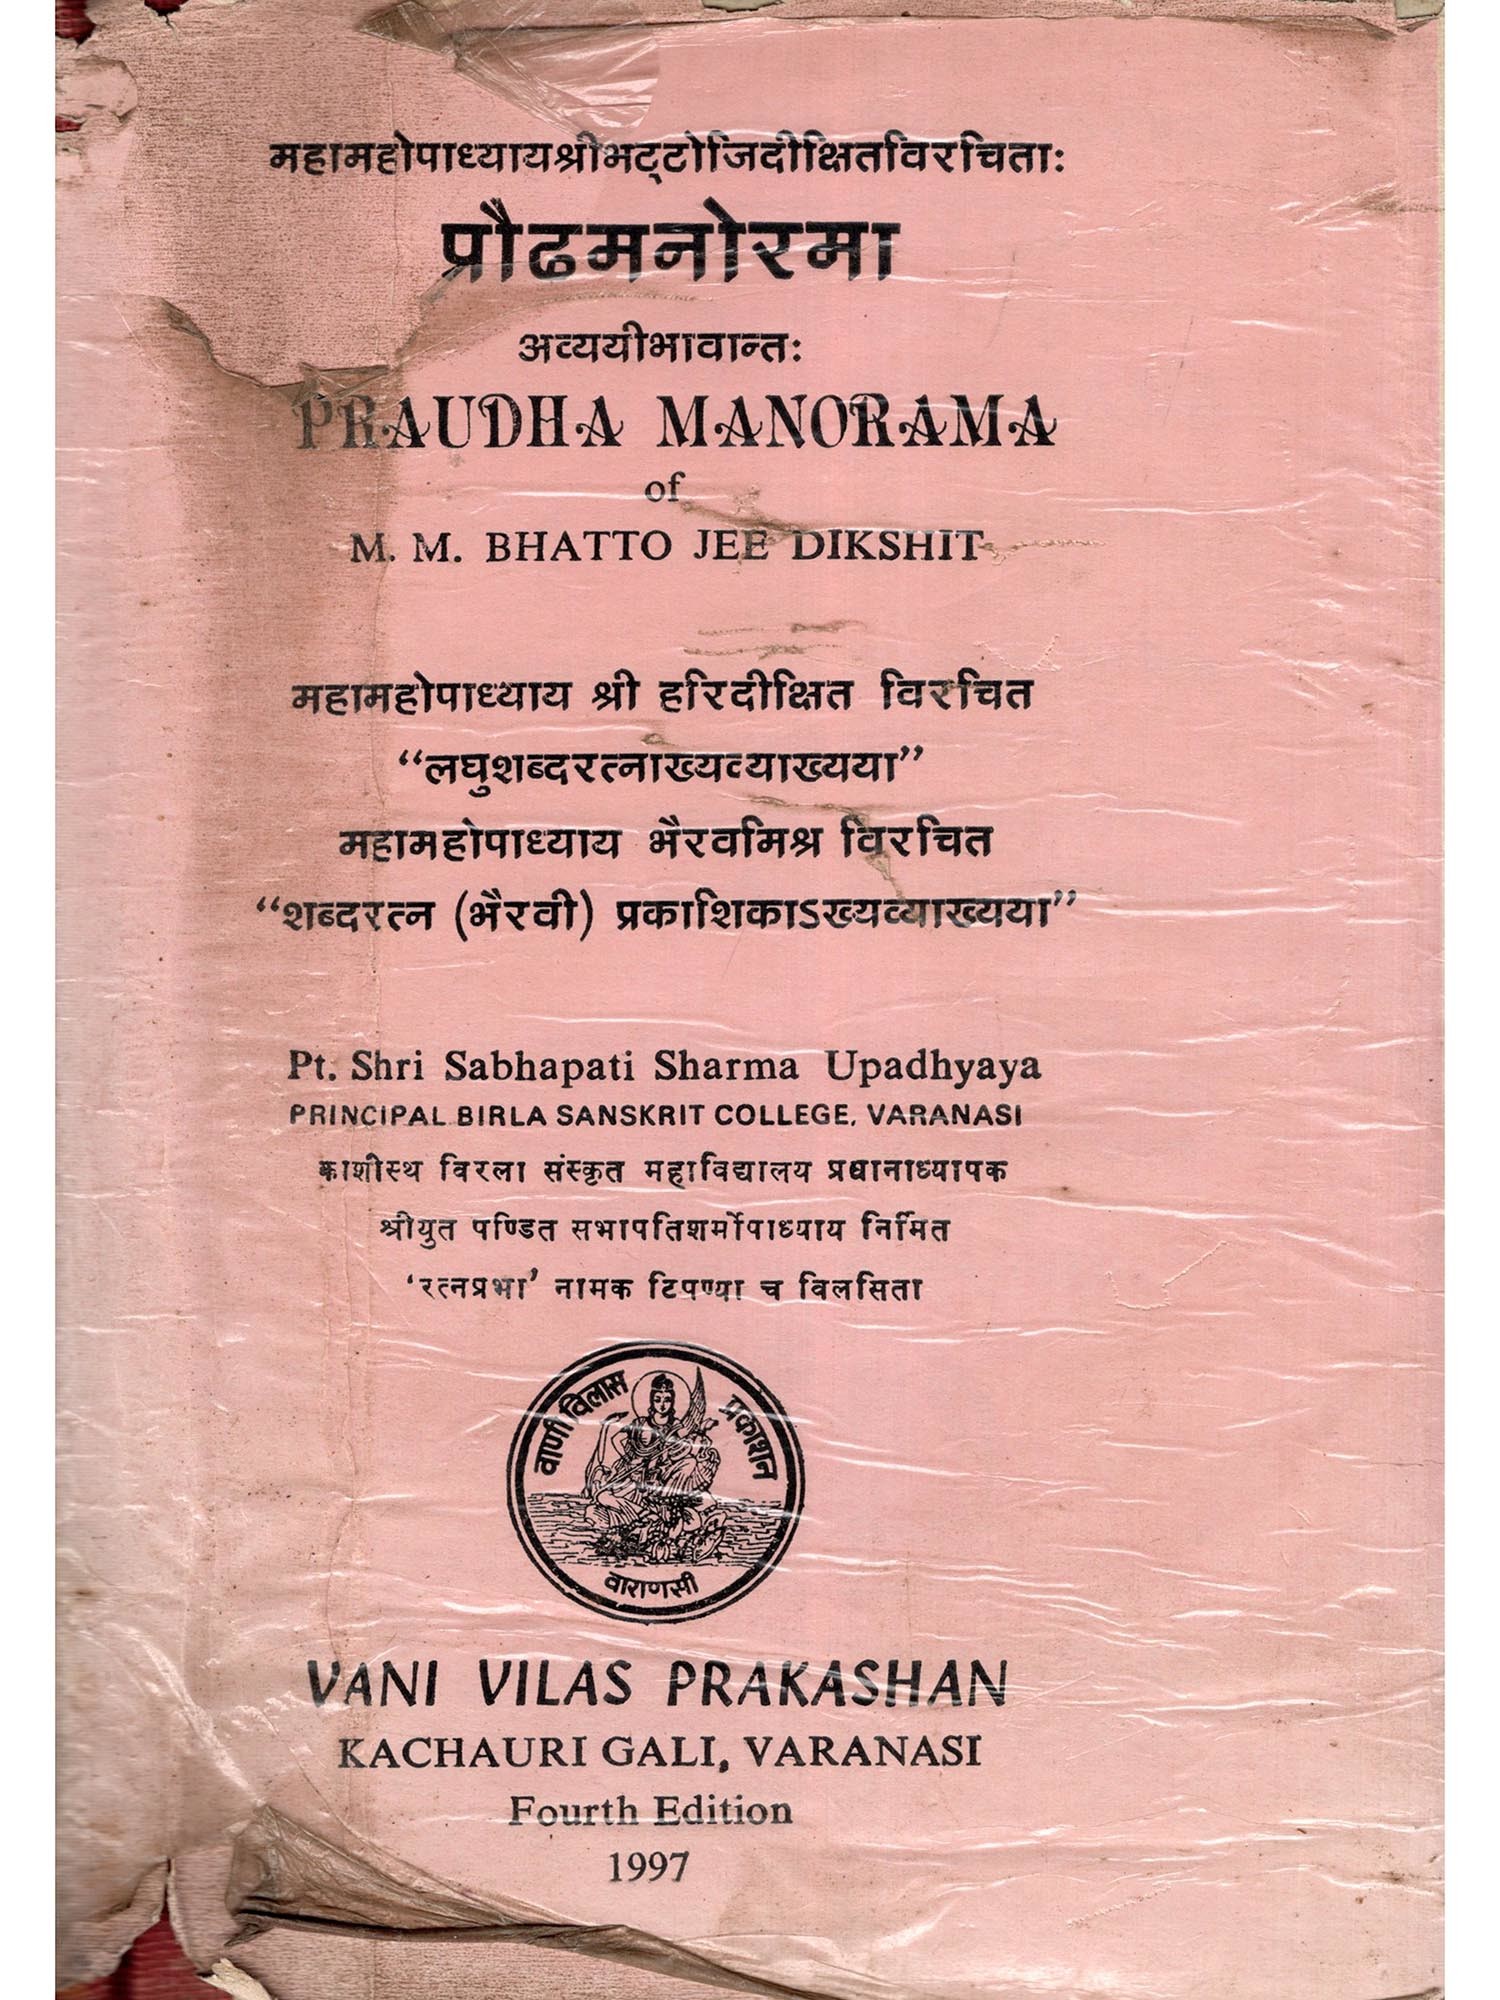 महामहोपाध्यायश्रीभट्टोजिदीक्षितविरचिताः
प्रौढमनोरमा
अव्ययीभावान्तः
PRAUDHA MANORAMA
of
M. M. BHATTO JEE DIKSHIT
महामहोपाध्याय श्री हरिदीक्षित विरचित
“लघुशब्दरत्नाख्यव्याख्यया”
महामहोपाध्याय भैरवमिश्र विरचित
“शब्दरत्न (भैरवी) प्रकाशिकाऽख्यव्याख्यया”
Pt. Shri Sabhapati Sharma Upadhyaya
PRINCIPAL BIRLA SANSKRIT COLLEGE, VARANASI
काशीस्थ विरला संस्कृत महाविद्यालय प्रधानाध्यापक
श्रीयुत पण्डित सभापतिशर्मोपाध्याय निर्मित
‘रत्नप्रभा’ नामक टिपण्या च विलसिता
वाणी विलास प्रकाशन
वाराणसी
VANI VILAS PRAKASHAN
KACHAURI GALI, VARANASI
Fourth Edition
1997